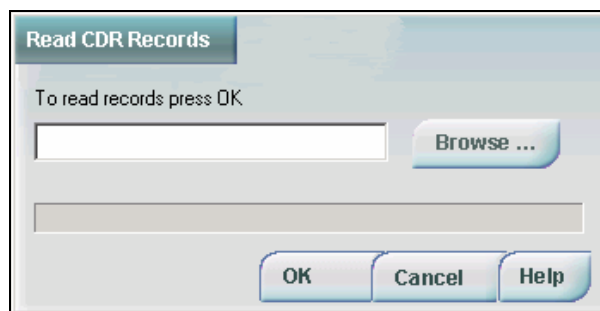 Read CDR Records
To read records press OK
Browse ...
OK Cancel Help